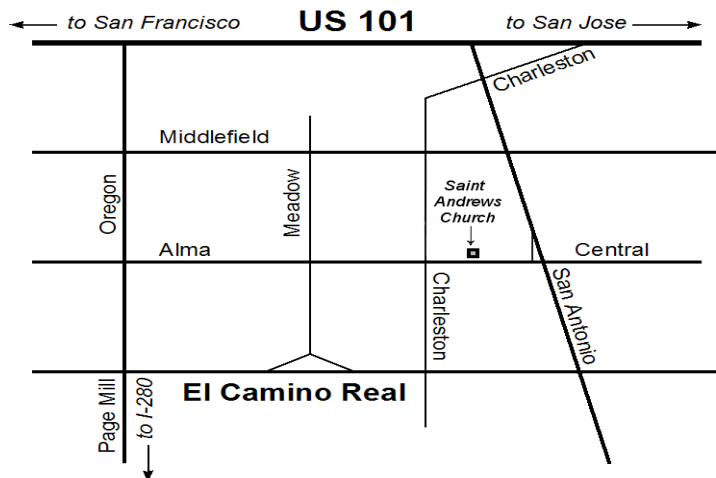 to San Francisco
US 101
to San Jose
Charleston
Middlefield
Oregon
Meadow
Saint
Andrews
Church
Alma
Central
Charleston
San Antonio
El Camino Real
Page Mill
to I-280